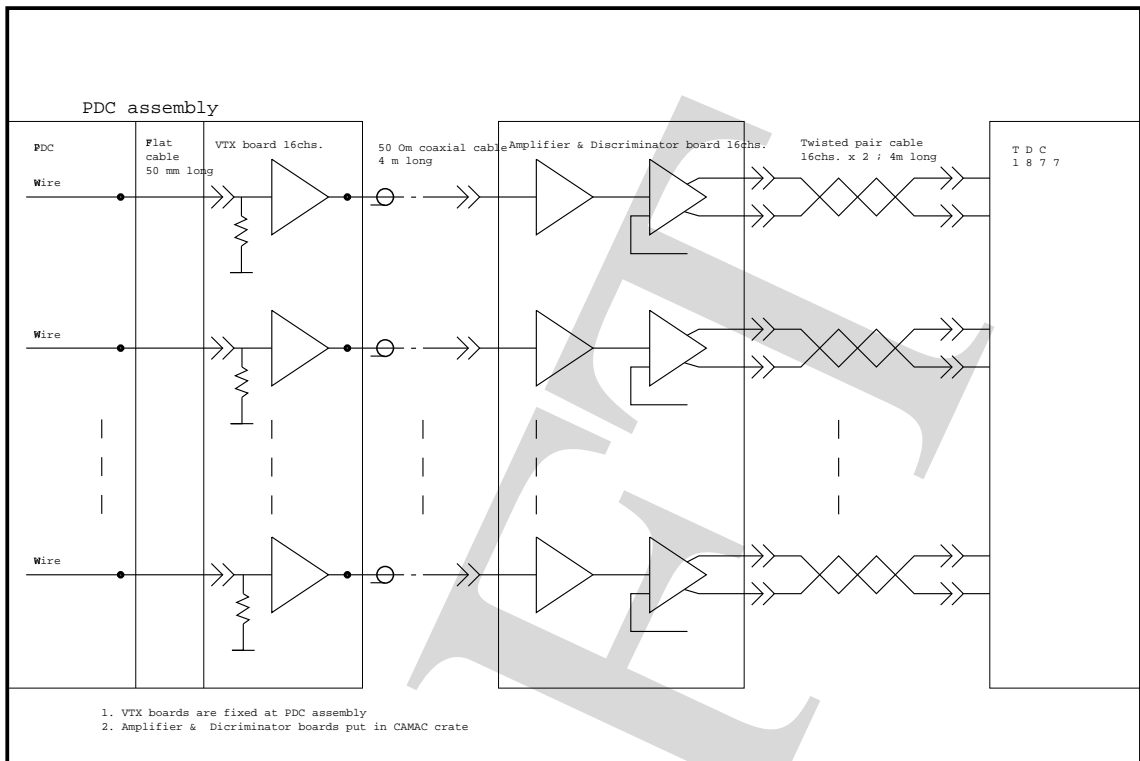 PDC assembly
PDC
Flat
cable
50 mm long
VTX board 16chs.
50 Om coaxial cable
4 m long
Amplifier & Discriminator board 16chs.
Twisted pair cable
16chs. x 2 ; 4m long
T D C
1 8 7 7
Wire
Wire
Wire
1. VTX boards are fixed at PDC assembly
2. Amplifier & Dicriminator boards put in CAMAC crate
ET